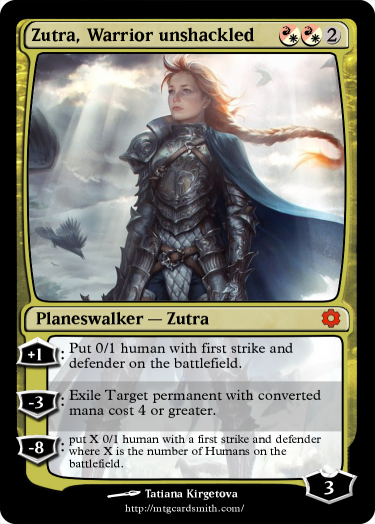 Zutra, Warrior unshackled 2
Planeswalker — Zutra
+1 : Put 0/1 human with first strike and
defender on the battlefield.
-3 : Exile Target permanent with converted
mana cost 4 or greater.
-8 : put X 0/1 human with a first strike and defender
where X is the number of Humans on the
battlefield.
3
Tatiana Kirgetova
http://mtgcardsmith.com/